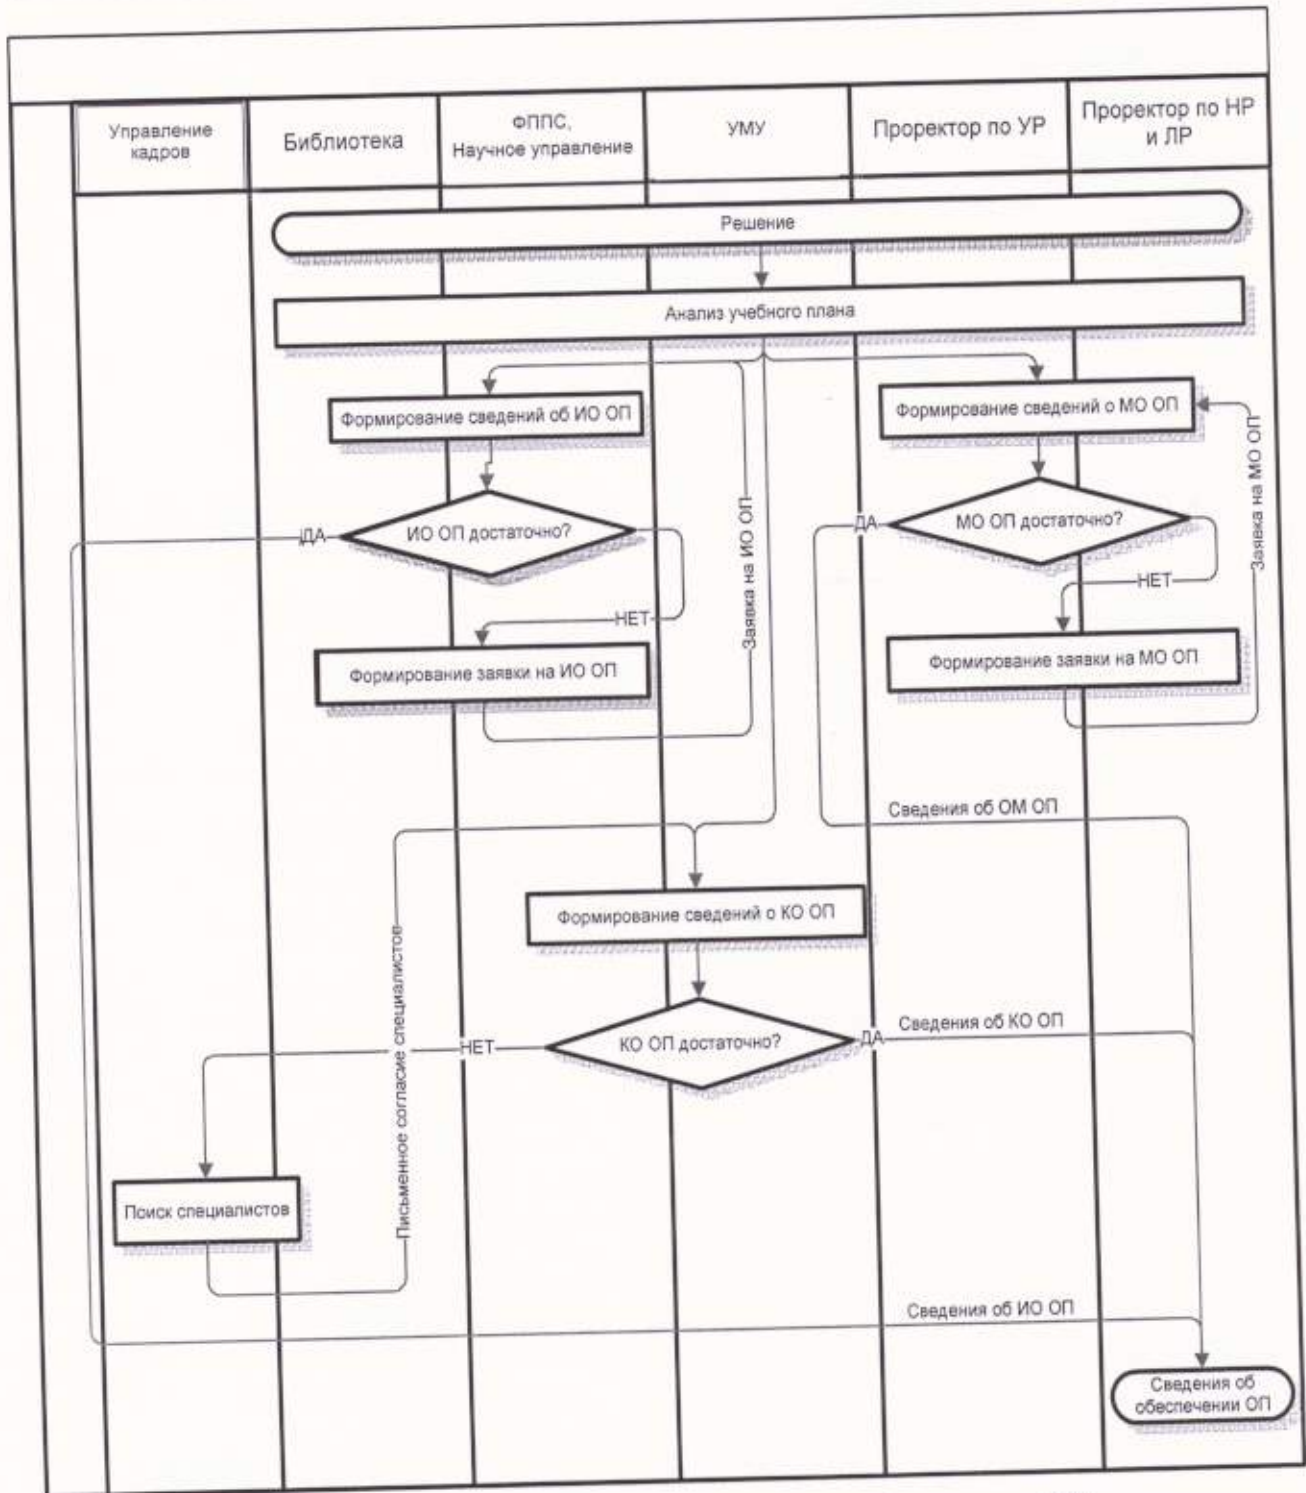 Управление
кадров
Библиотека
ФППС,
Научное управление
УМУ
Проректор по УР
Проректор по НР
и ЛР
Решение
Анализ учебного плана
Формирование сведений об ИО ОП
Формирование сведений о МО ОП
ИО ОП достаточно?
МО ОП достаточно?
ДА
ДА
НЕТ
НЕТ
Заявка на ИО ОП
Заявка на МО ОП
Формирование заявки на ИО ОП
Формирование заявки на МО ОП
Сведения об ОМ ОП
Формирование сведений о КО ОП
КО ОП достаточно?
НЕТ
ДА
Сведения об КО ОП
Письменное согласие специалистов
Поиск специалистов
Сведения об ИО ОП
Сведения об
обеспечении ОП